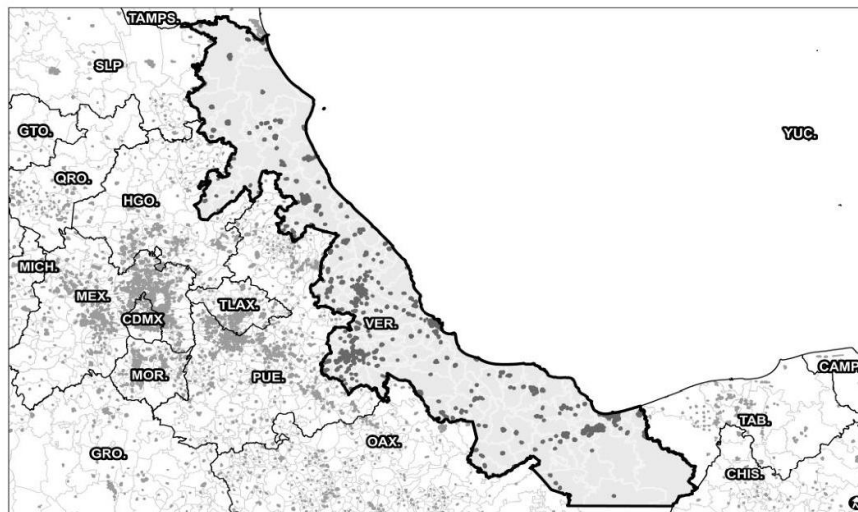 TAMPS.
SLP
GTO.
YUC.
QRO.
HGO.
MICH.
MEX.
TLAX.
CDMX
VER.
MOR.
PUE.
CAMP
TAB.
OAX.
GRO.
CHIS.